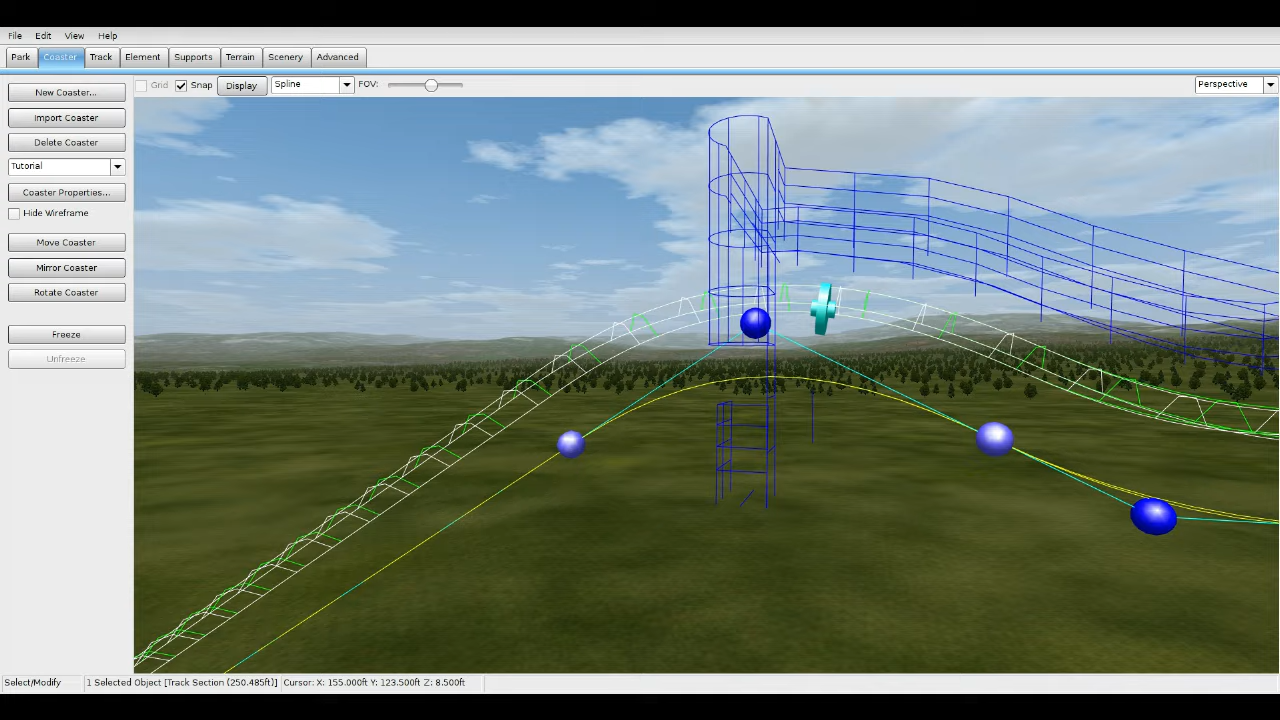 File Edit View Help
Park Coaster Track Element Supports Terrain Scenery Advanced
Grid Snap Display Spline FOV: Perspective
New Coaster...
Import Coaster
Delete Coaster
Tutorial
Coaster Properties...
Hide Wireframe
Move Coaster
Mirror Coaster
Rotate Coaster
Freeze
Unfreeze
Select/Modify 1 Selected Object [Track Section (250.485ft)] Cursor: X: 155.000ft Y: 123.500ft Z: 8.500ft